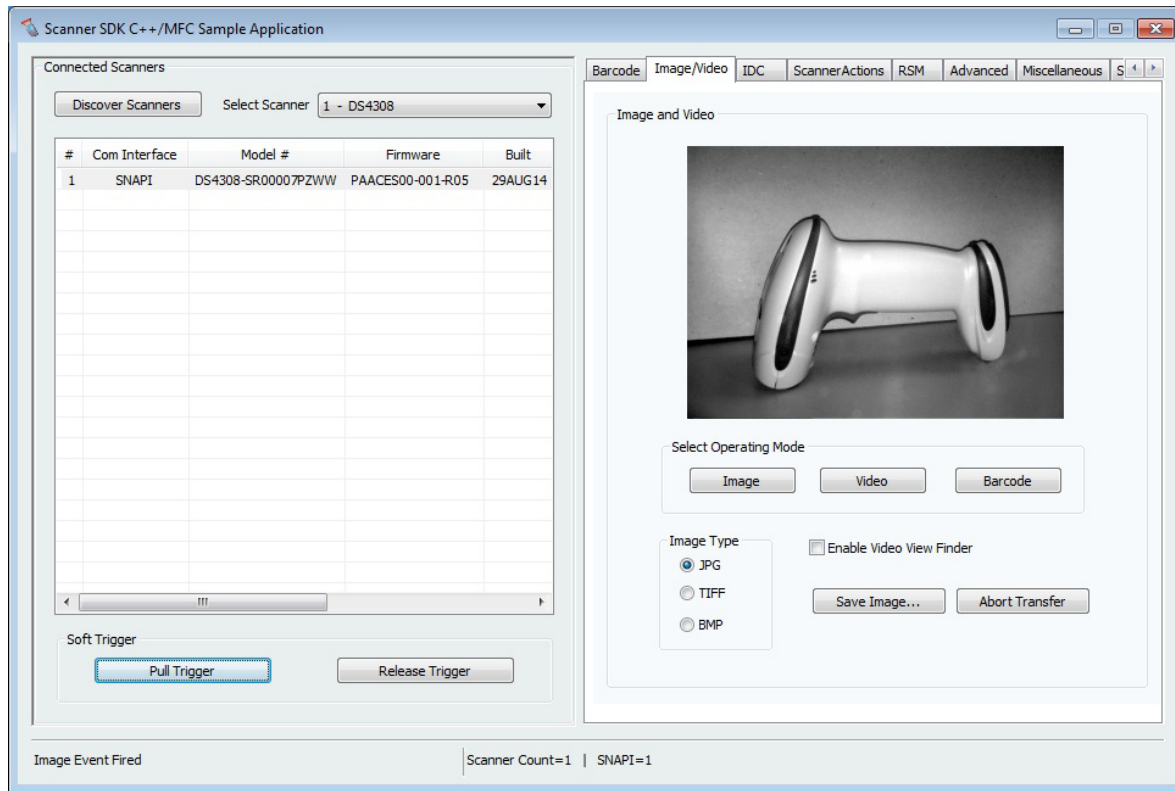 Scanner SDK C++/MFC Sample Application
Connected Scanners
Discover Scanners
Select Scanner
1 - DS4308
# Com Interface Model # Firmware Built
1 SNAPI DS4308-SR00007PZWW PAACES00-001-R05 29AUG14
Soft Trigger
Pull Trigger
Release Trigger
Barcode Image/Video IDC ScannerActions RSM Advanced Miscellaneous S
Image and Video
Select Operating Mode
Image Video Barcode
Image Type
JPG
TIFF
BMP
Enable Video View Finder
Save Image... Abort Transfer
Image Event Fired
Scanner Count=1 | SNAPI=1